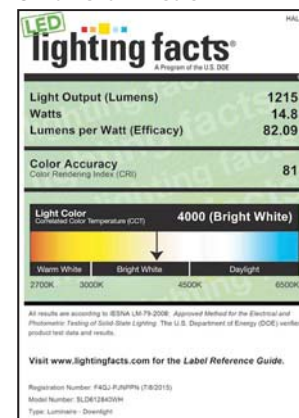 HAL
LED
lighting facts®
A Program of the U.S. DOE
Light Output (Lumens) 1215
Watts 14.8
Lumens per Watt (Efficacy) 82.09
Color Accuracy 81
Color Rendering Index (CRI)
Light Color 4000 (Bright White)
Correlated Color Temperature (CCT)
Warm White Bright White Daylight
2700K 3000K 4500K 6500K
All results are according to IESNA LM-79-2008: Approved Method for the Electrical and
Photometric Testing of Solid-State Lighting. The U.S. Department of Energy (DOE) verifies
product test data and results.
Visit www.lightingfacts.com for the Label Reference Guide.
Registration Number: (7/8/2015)
Model Number: SLD612840WH
Type: Luminaire - Downlight